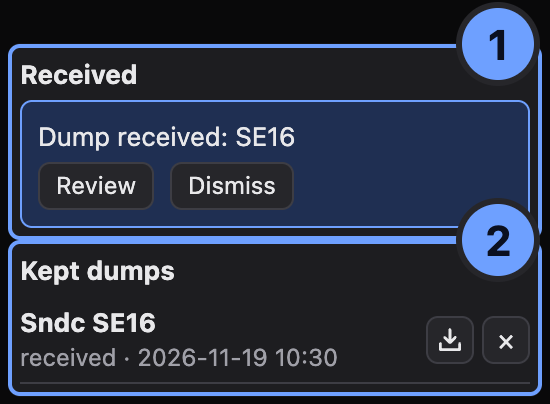 1
Received
Dump received: SE16
Review Dismiss
2
Kept dumps
Sndc SE16
received · 2026-11-19 10:30
×